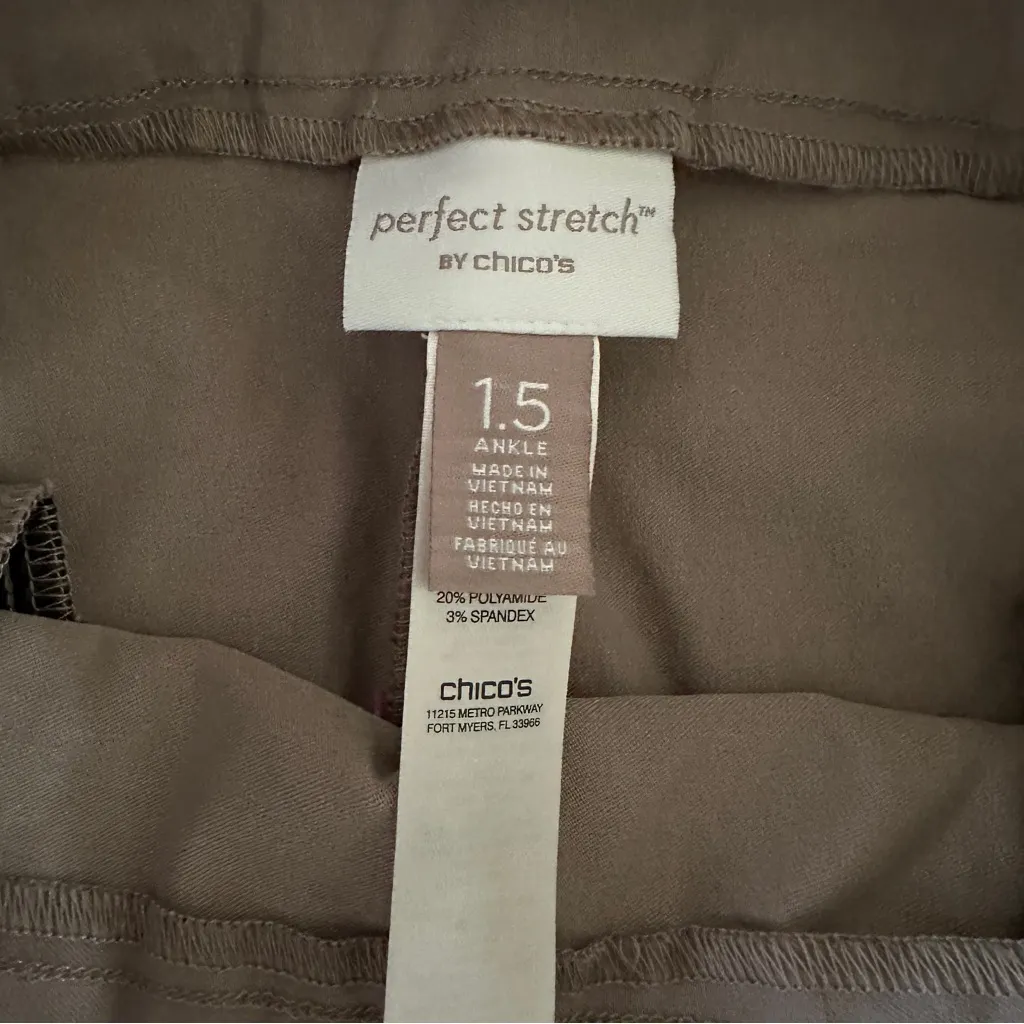 perfect stretch™
BY chico's
1.5
ANKLE
MADE IN
VIETNAM
HECHO EN
VIETNAM
FABRIQUÉ AU
VIETNAM
20% POLYAMIDE
3% SPANDEX
chico's
11215 METRO PARKWAY
FORT MYERS, FL 33966